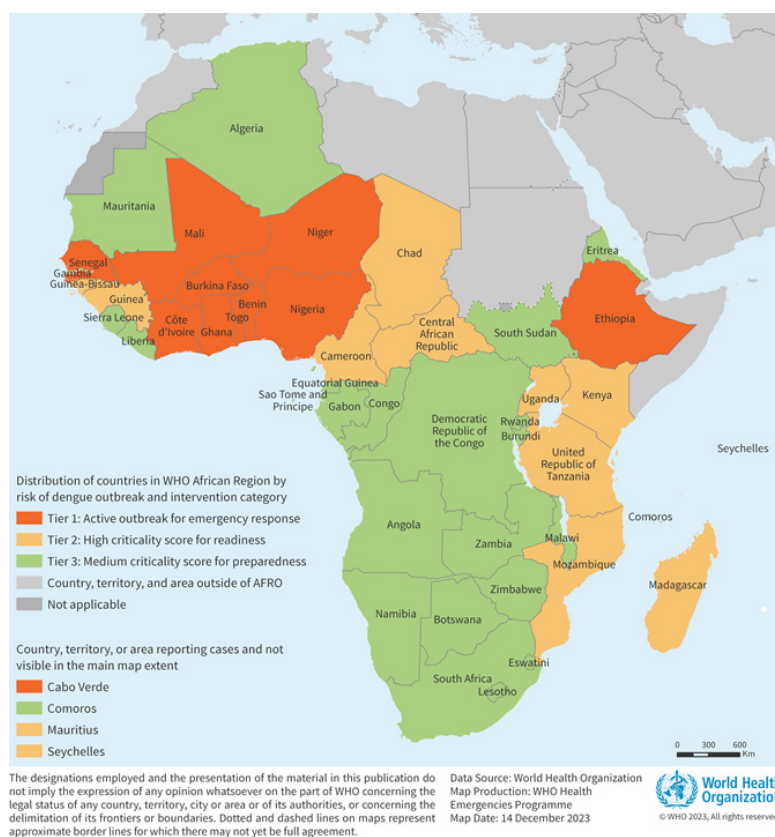 Algeria
Mauritania
Mali
Niger
Chad
Eritrea
Senegal
Gambia
Guinea-Bissau
Guinea
Burkina Faso
Benin
Togo
Nigeria
Sierra Leone
Liberia
Côte
d'Ivoire
Ghana
Ethiopia
South Sudan
Central
African
Republic
Cameroon
Equatorial Guinea
Sao Tome and
Principe
Gabon
Congo
Democratic
Republic of
the Congo
Uganda
Kenya
Rwanda
Burundi
United
Republic of
Tanzania
Seychelles
Comoros
Angola
Zambia
Malawi
Mozambique
Madagascar
Zimbabwe
Namibia
Botswana
Eswatini
South Africa
Lesotho
Distribution of countries in WHO African Region by
risk of dengue outbreak and intervention category
Tier 1: Active outbreak for emergency response
Tier 2: High criticality score for readiness
Tier 3: Medium criticality score for preparedness
Country, territory, and area outside of AFRO
Not applicable
Country, territory, or area reporting cases and not
visible in the main map extent
Cabo Verde
Comoros
Mauritius
Seychelles
0 300 600
Km
The designations employed and the presentation of the material in this publication do
not imply the expression of any opinion whatsoever on the part of WHO concerning the
legal status of any country, territory, city or area or of its authorities, or concerning the
delimitation of its frontiers or boundaries. Dotted and dashed lines on maps represent
approximate border lines for which there may not yet be full agreement.
Data Source: World Health Organization
Map Production: WHO Health
Emergencies Programme
Map Date: 14 December 2023
World Healt
Organizatio
© WHO 2023, All rights reserve